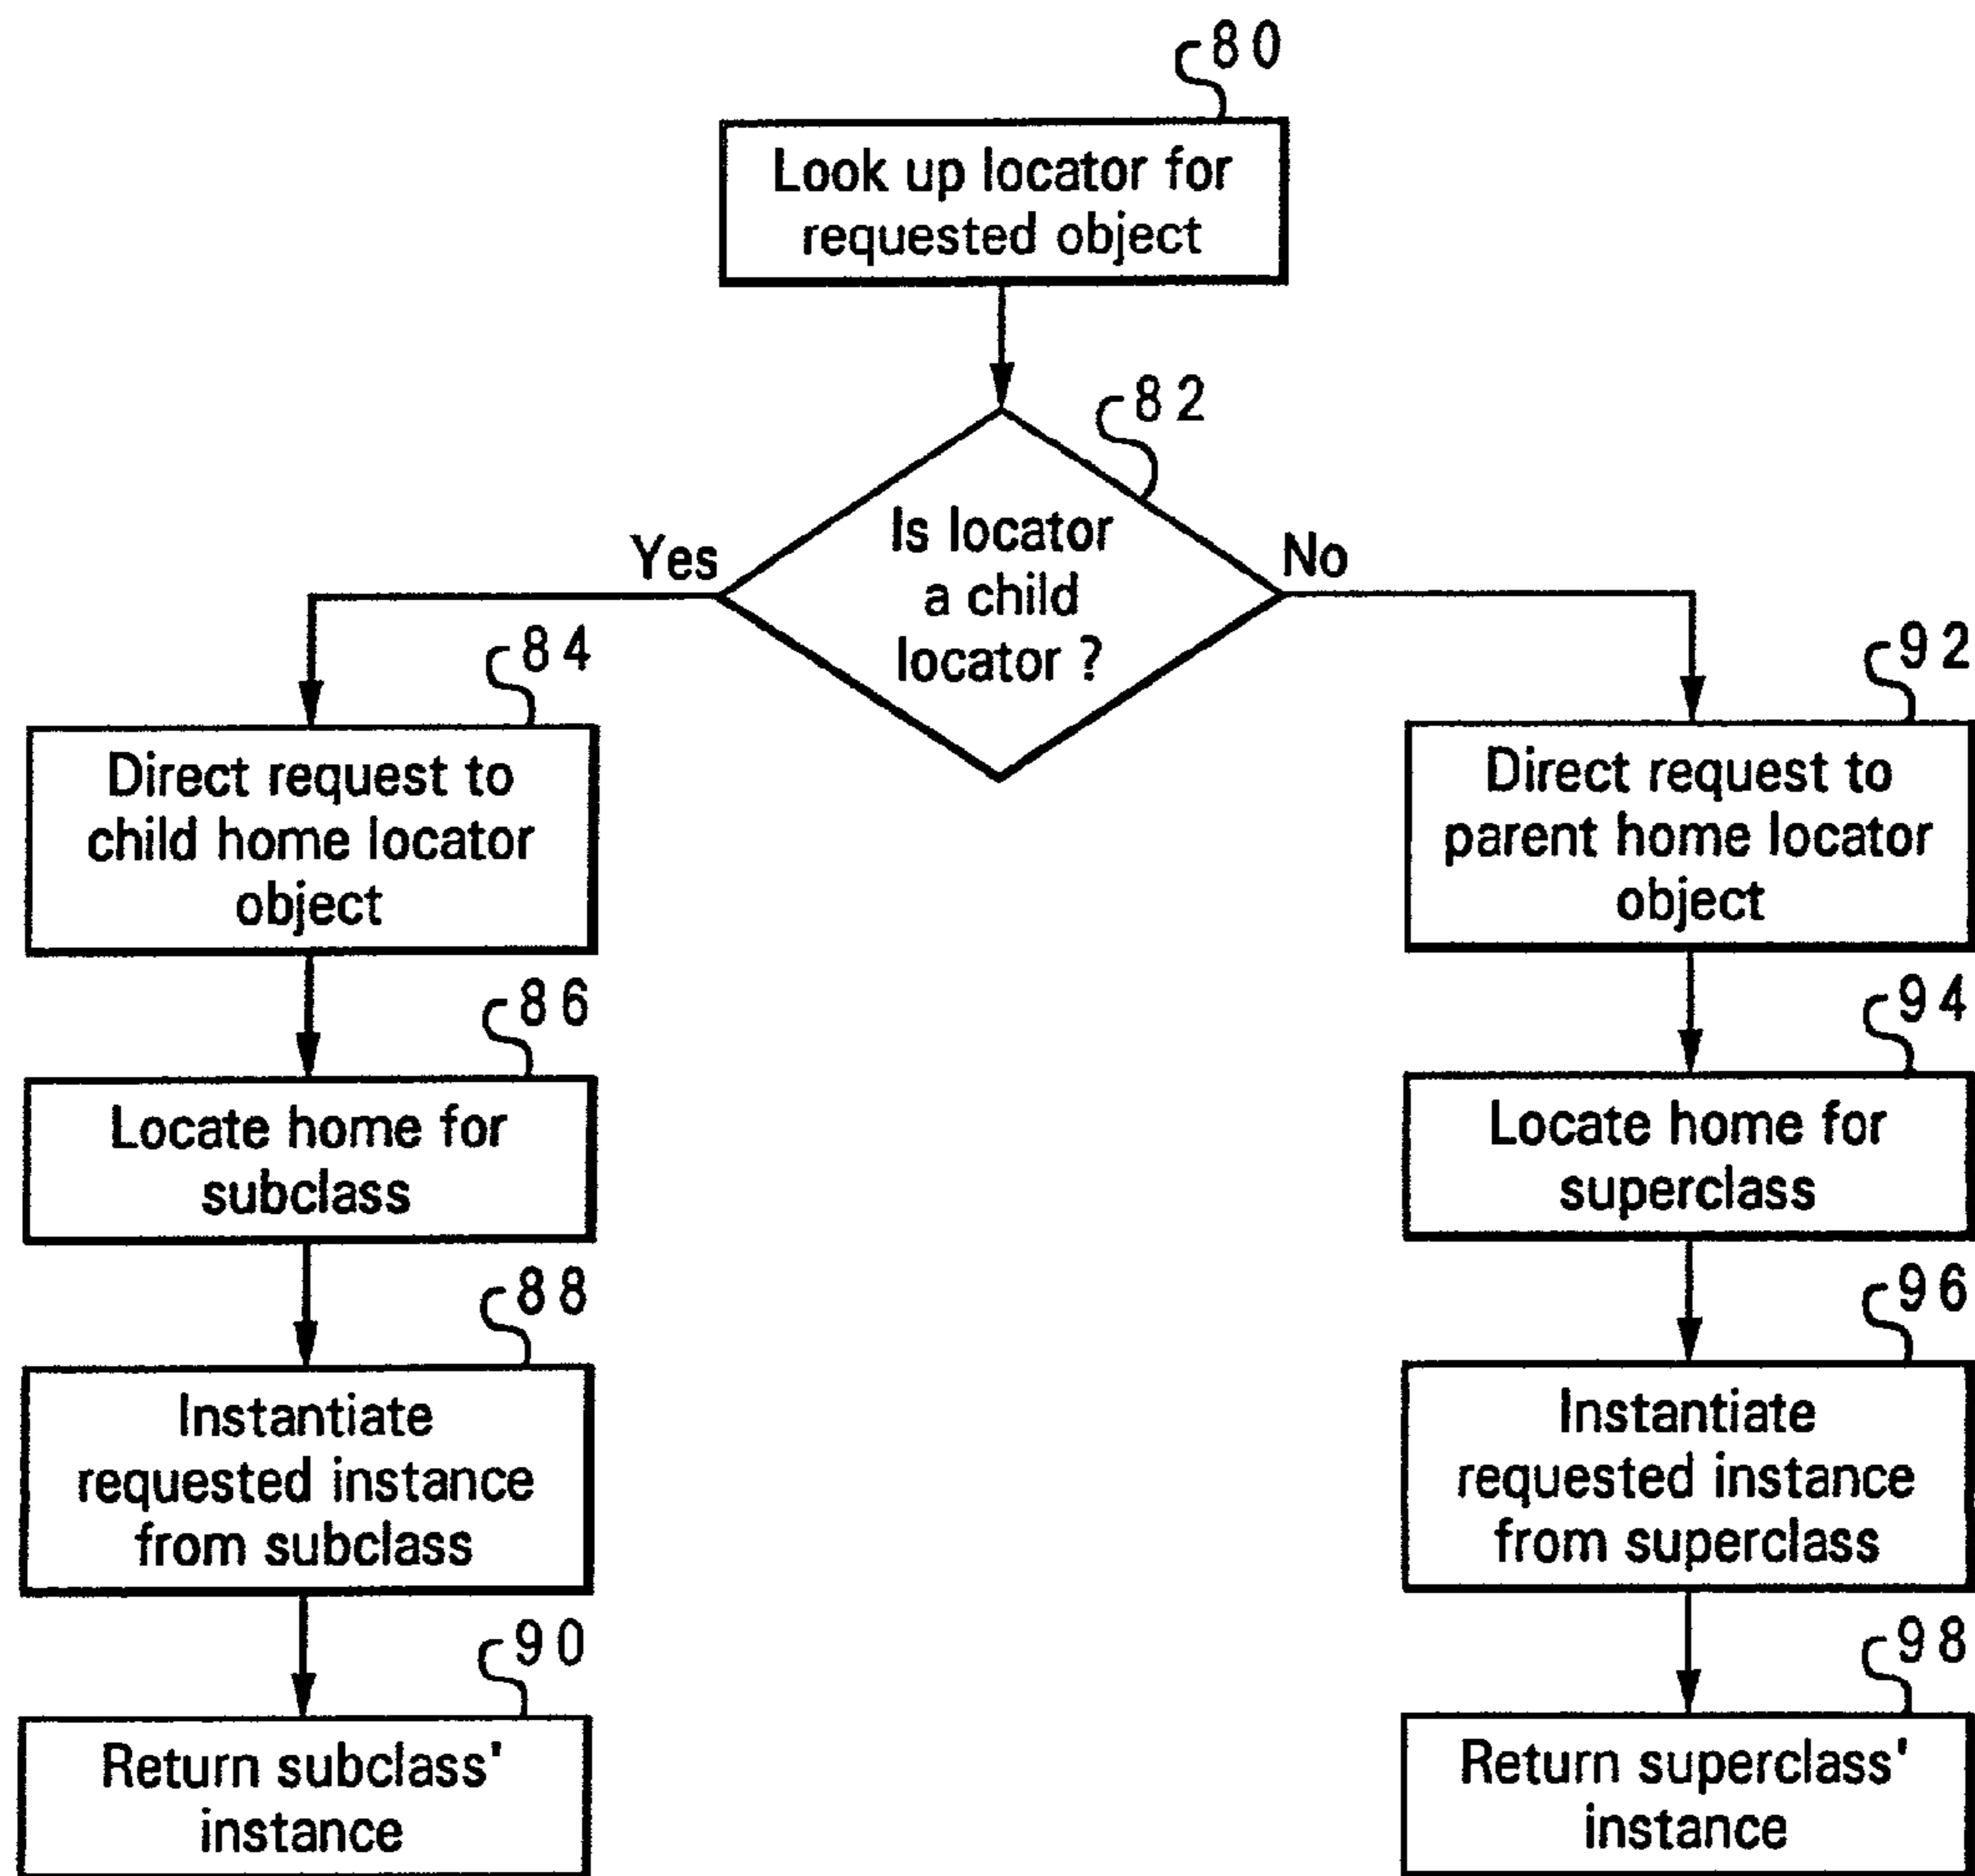 80
Look up locator for
requested object
82
Is locator
a child
locator ?
Yes
No
84
Direct request to
child home locator
object
86
Locate home for
subclass
88
Instantiate
requested instance
from subclass
90
Return subclass'
instance
92
Direct request to
parent home locator
object
94
Locate home for
superclass
96
Instantiate
requested instance
from superclass
98
Return superclass'
instance